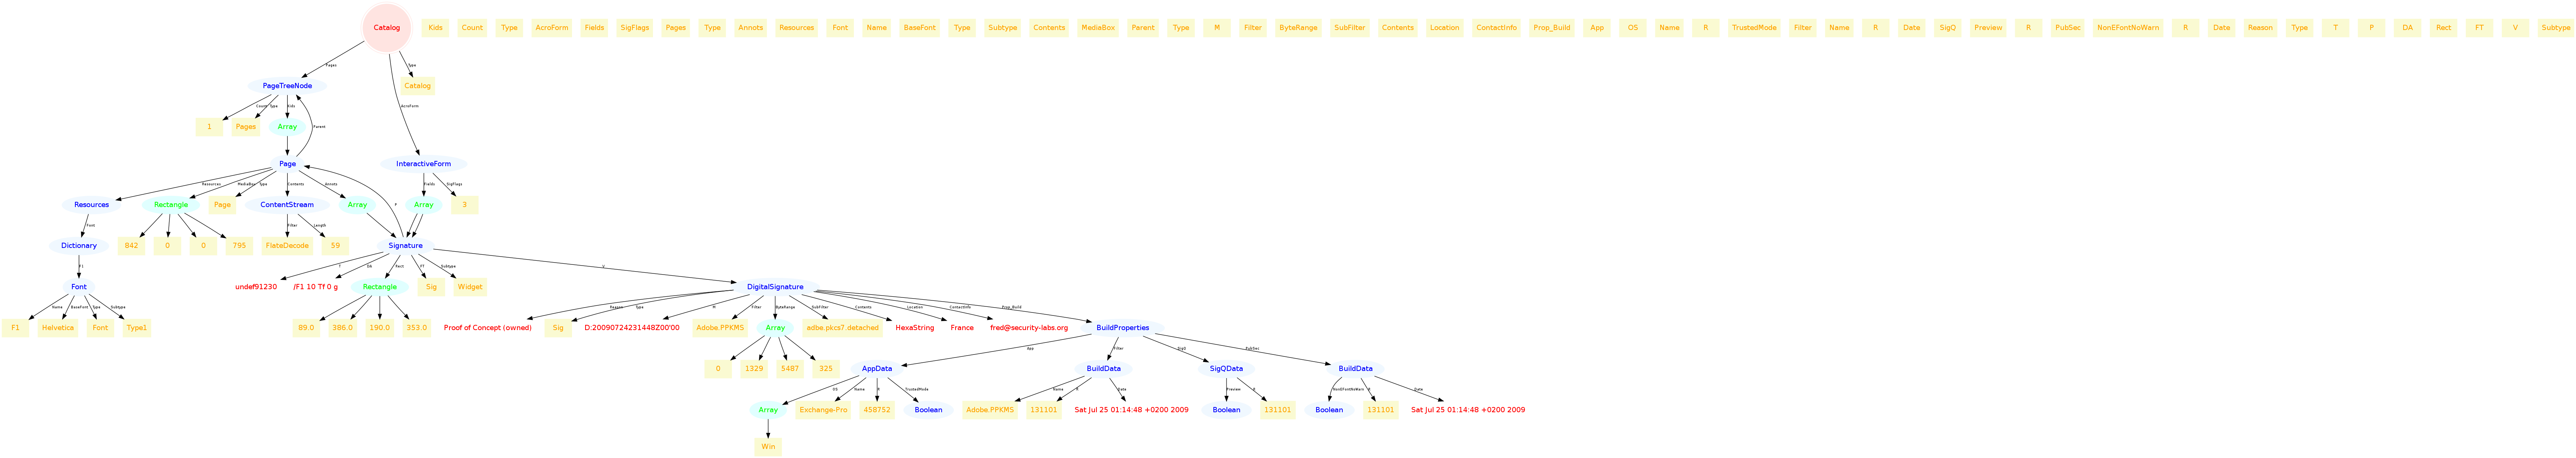 Catalog Kids Count Type AcroForm Fields SigFlags Pages Type Annots Resources Font Name BaseFont Type Subtype Contents MediaBox Parent Type M Filter ByteRange SubFilter Contents Location ContactInfo Prop_Build App OS Name R TrustedMode Filter Name R Date SigQ Preview R PubSec NonEFontNoWarn R Date Reason Type T P DA Rect FT V Subtype
Pages Type
PageTreeNode Catalog
Count Type Kids AcroForm
1 Pages Array Parent
Page InteractiveForm
Resources MediaBox Type Contents Annots Fields SigFlags
Resources Rectangle Page ContentStream Array P Array 3
Font Filter Length
Dictionary 842 0 0 795 FlateDecode 59 Signature
F1 T DA Rect FT Subtype V
Font undef91230 /F1 10 Tf 0 g Rectangle Sig Widget DigitalSignature
Name BaseFont Type Subtype Reason Type M Filter ByteRange SubFilter Contents Location ContactInfo Prop_Build
F1 Helvetica Font Type1 89.0 386.0 190.0 353.0 Proof of Concept (owned) Sig D:20090724231448Z00'00 Adobe.PPKMS Array adbe.pkcs7.detached HexaString France fred@security-labs.org BuildProperties
App Filter SigQ PubSec
0 1329 5487 325 AppData BuildData SigQData BuildData
OS Name R TrustedMode Name R Date Preview R NonEFontNoWarn R Date
Array Exchange-Pro 458752 Boolean Adobe.PPKMS 131101 Sat Jul 25 01:14:48 +0200 2009 Boolean 131101 Boolean 131101 Sat Jul 25 01:14:48 +0200 2009
Win